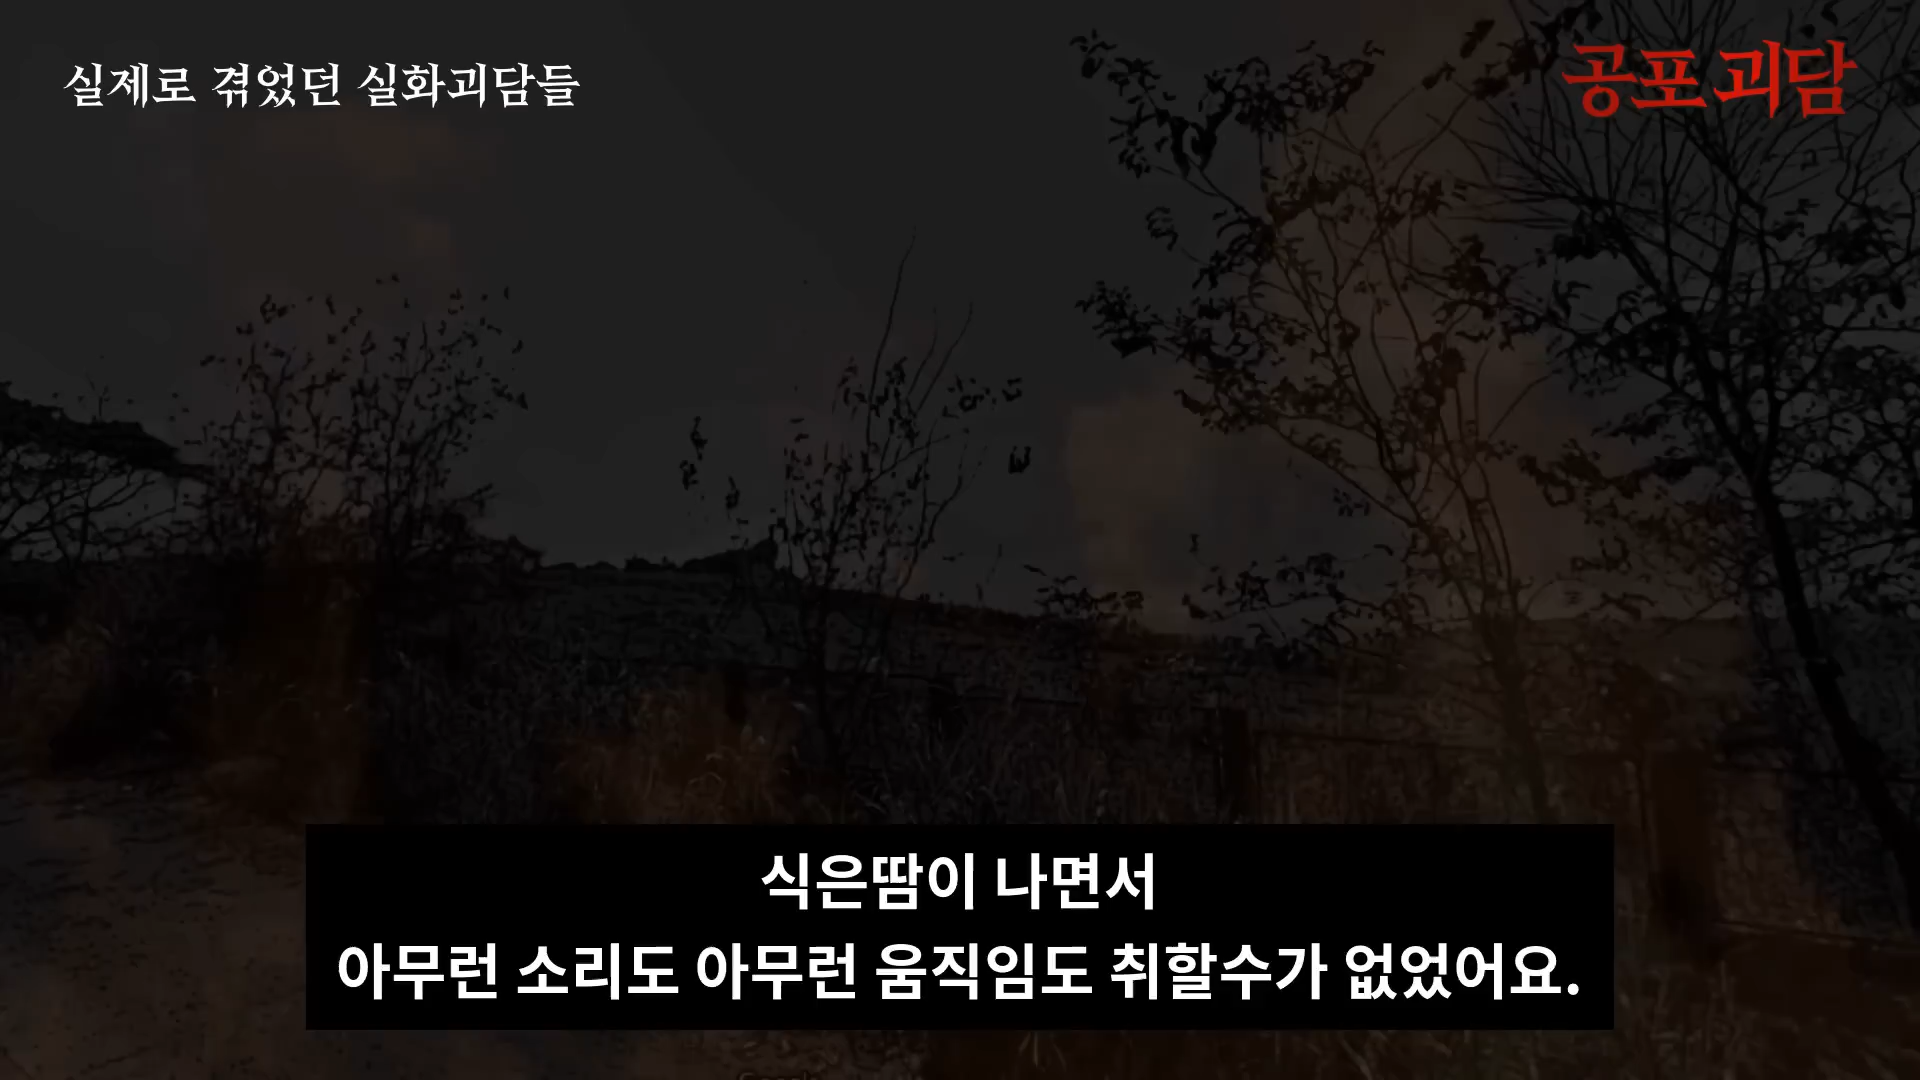 실제로 겪었던 실화괴담들
공포괴담
식은땀이 나면서
아무런 소리도 아무런 움직임도 취할수가 없었어요.